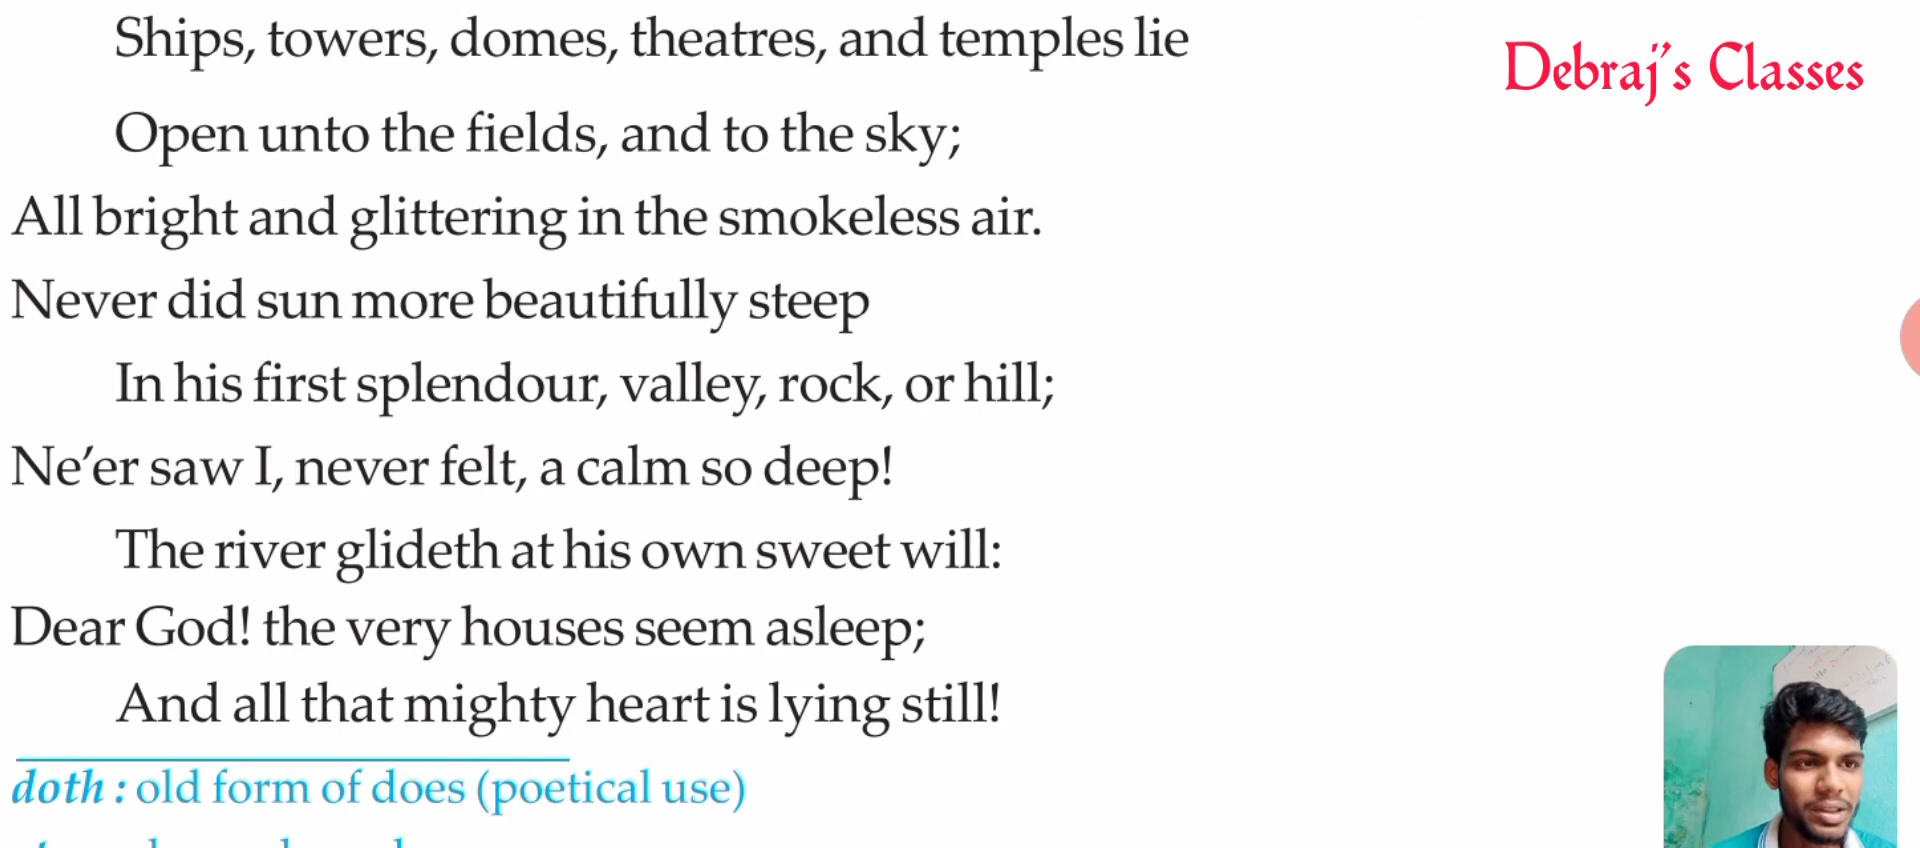 Ships, towers, domes, theatres, and temples lie
Debraj's Classes
Open unto the fields, and to the sky;
All bright and glittering in the smokeless air.
Never did sun more beautifully steep
In his first splendour, valley, rock, or hill;
Ne'er saw I, never felt, a calm so deep!
The river glideth at his own sweet will:
Dear God! the very houses seem asleep;
And all that mighty heart is lying still!
doth : old form of does (poetical use)